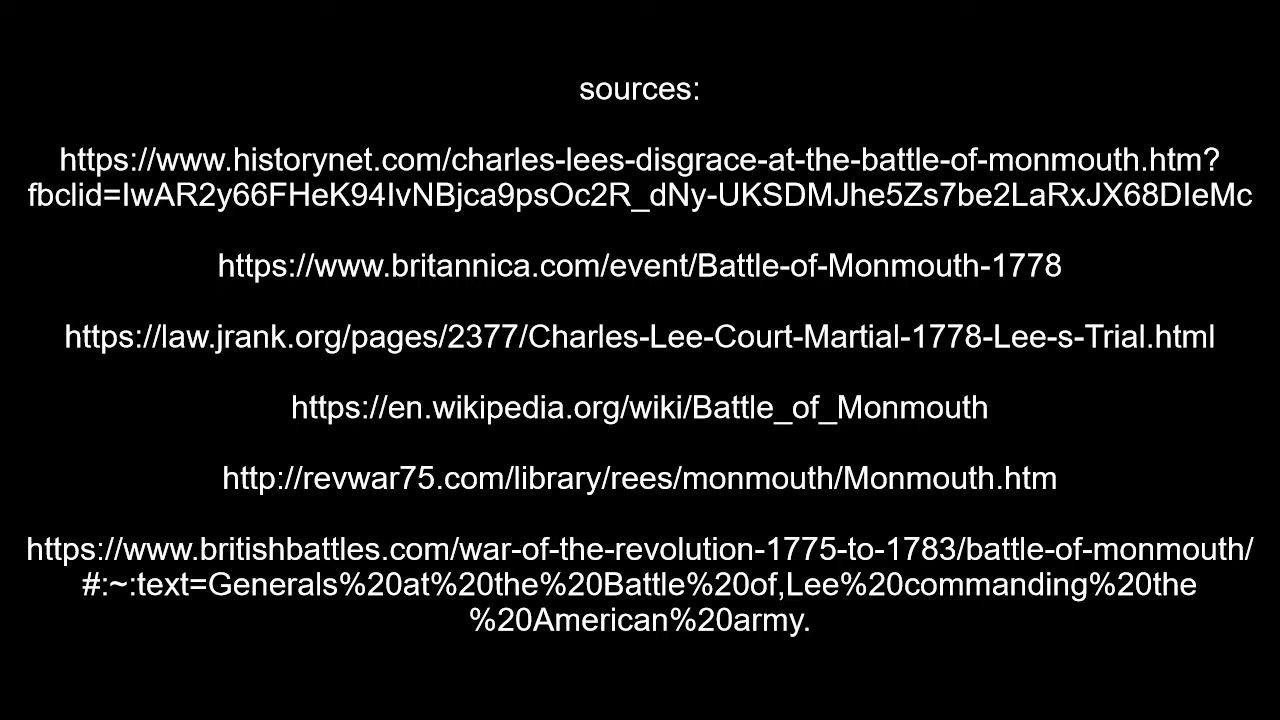 sources:
https://www.historynet.com/charles-lees-disgrace-at-the-battle-of-monmouth.htm?
fbclid=IwAR2y66FHeK94IvNBjca9psOc2R_dNy-UKSDMJhe5Zs7be2LaRxJX68DIeMc
https://www.britannica.com/event/Battle-of-Monmouth-1778
https://law.jrank.org/pages/2377/Charles-Lee-Court-Martial-1778-Lee-s-Trial.html
https://en.wikipedia.org/wiki/Battle_of_Monmouth
http://revwar75.com/library/rees/monmouth/Monmouth.htm
https://www.britishbattles.com/war-of-the-revolution-1775-to-1783/battle-of-monmouth/
#:~:text=Generals%20at%20the%20Battle%20of,Lee%20commanding%20the
%20American%20army.